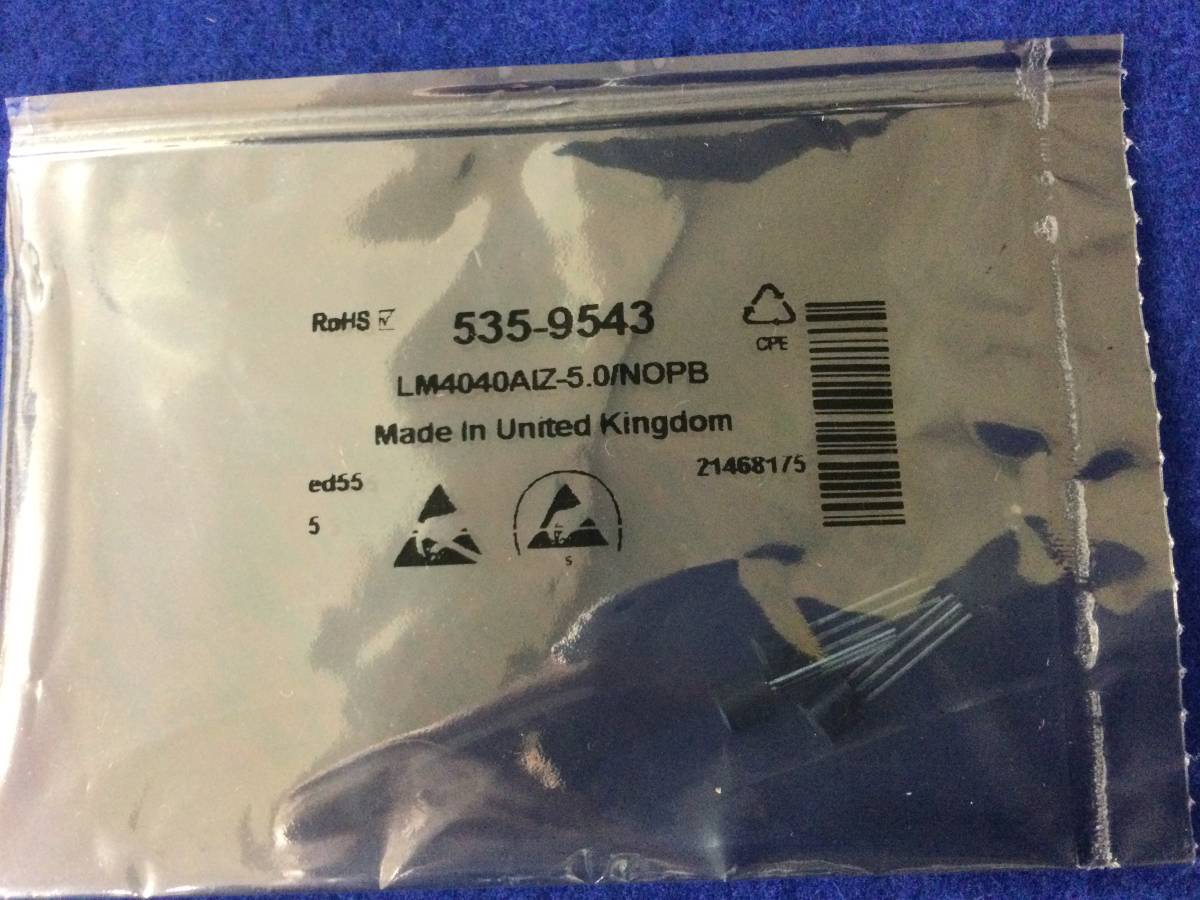 RoHS
535-9543
CPE
LM4040AIZ-5.0/NOPB
Made In United Kingdom
21468175
ed55
5
S